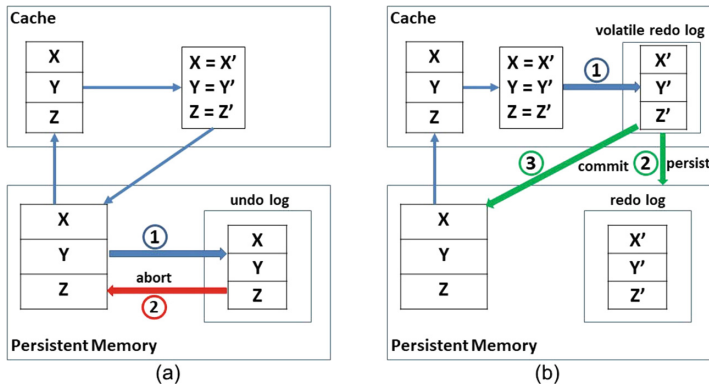 Cache
X
Y
Z
X = X’
Y = Y’
Z = Z’
undo log
X
Y
Z
1
X
Y
Z
abort
2
Persistent Memory
(a)
Cache
volatile redo log
X
Y
Z
X = X’
Y = Y’
Z = Z’
1
X’
Y’
Z’
3
commit
2
persist
redo log
X
Y
Z
X’
Y’
Z’
Persistent Memory
(b)